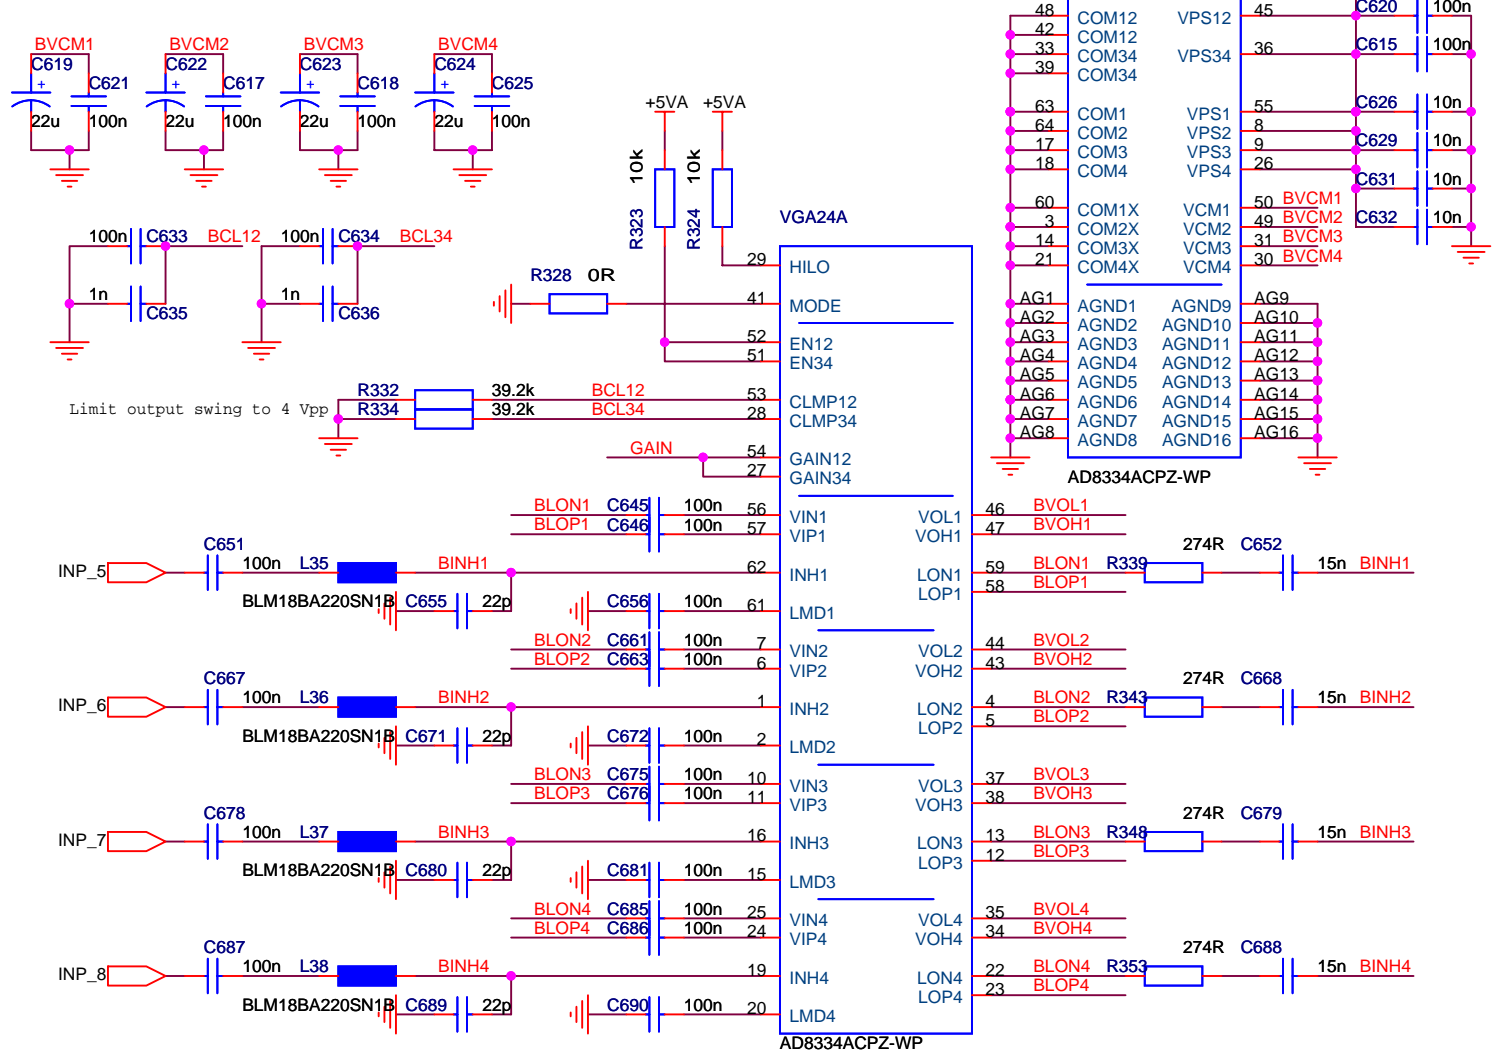 BVCM1 BVCM2 BVCM3 BVCM4
C619 C622 C623 C624
+ + + +
C621 C617 C618 C625
22u 100n 22u 100n 22u 100n 22u 100n
100n C633 BCL12 100n C634 BCL34
1n C635 1n C636
Limit output swing to 4 Vpp
+5VA +5VA
10k 10k
R323 R324
VGA24A
29 HILO
R328 0R 41 MODE
52 EN12
51 EN34
R332 39.2k BCL12 53 CLMP12
R334 39.2k BCL34 28 CLMP34
GAIN 54 GAIN12
27 GAIN34
BLON1 C645 100n 56 VIN1 VOL1 46 BVOL1
BLOP1 C646 100n 57 VIP1 VOH1 47 BVOH1
INP_5 C651 100n L35 BINH1 62 INH1 LON1 59 BLON1 R339 274R C652 15n BINH1
LOP1 58 BLOP1
BLM18BA220SN1B C655 22p C656 100n 61 LMD1
BLON2 C661 100n 7 VIN2 VOL2 44 BVOL2
BLOP2 C663 100n 6 VIP2 VOH2 43 BVOH2
INP_6 C667 100n L36 BINH2 1 INH2 LON2 4 BLON2 R343 274R C668 15n BINH2
LOP2 5 BLOP2
BLM18BA220SN1B C671 22p C672 100n 2 LMD2
BLON3 C675 100n 10 VIN3 VOL3 37 BVOL3
BLOP3 C676 100n 11 VIP3 VOH3 38 BVOH3
INP_7 C678 100n L37 BINH3 16 INH3 LON3 13 BLON3 R348 274R C679 15n BINH3
LOP3 12 BLOP3
BLM18BA220SN1B C680 22p C681 100n 15 LMD3
BLON4 C685 100n 25 VIN4 VOL4 35 BVOL4
BLOP4 C686 100n 24 VIP4 VOH4 34 BVOH4
INP_8 C687 100n L38 BINH4 19 INH4 LON4 22 BLON4 R353 274R C688 15n BINH4
LOP4 23 BLOP4
BLM18BA220SN1B C689 22p C690 100n 20 LMD4
AD8334ACPZ-WP
48 COM12 VPS12 45 C620 100n
42 COM12
33 COM34 VPS34 36 C615 100n
39 COM34
63 COM1 VPS1 55 C626 10n
64 COM2 VPS2 8
17 COM3 VPS3 9 C629 10n
18 COM4 VPS4 26
C631 10n
60 COM1X VCM1 50 BVCM1
3 COM2X VCM2 49 BVCM2 C632 10n
14 COM3X VCM3 31 BVCM3
21 COM4X VCM4 30 BVCM4
AG1 AGND1 AGND9 AG9
AG2 AGND2 AGND10 AG10
AG3 AGND3 AGND11 AG11
AG4 AGND4 AGND12 AG12
AG5 AGND5 AGND13 AG13
AG6 AGND6 AGND14 AG14
AG7 AGND7 AGND15 AG15
AG8 AGND8 AGND16 AG16
AD8334ACPZ-WP